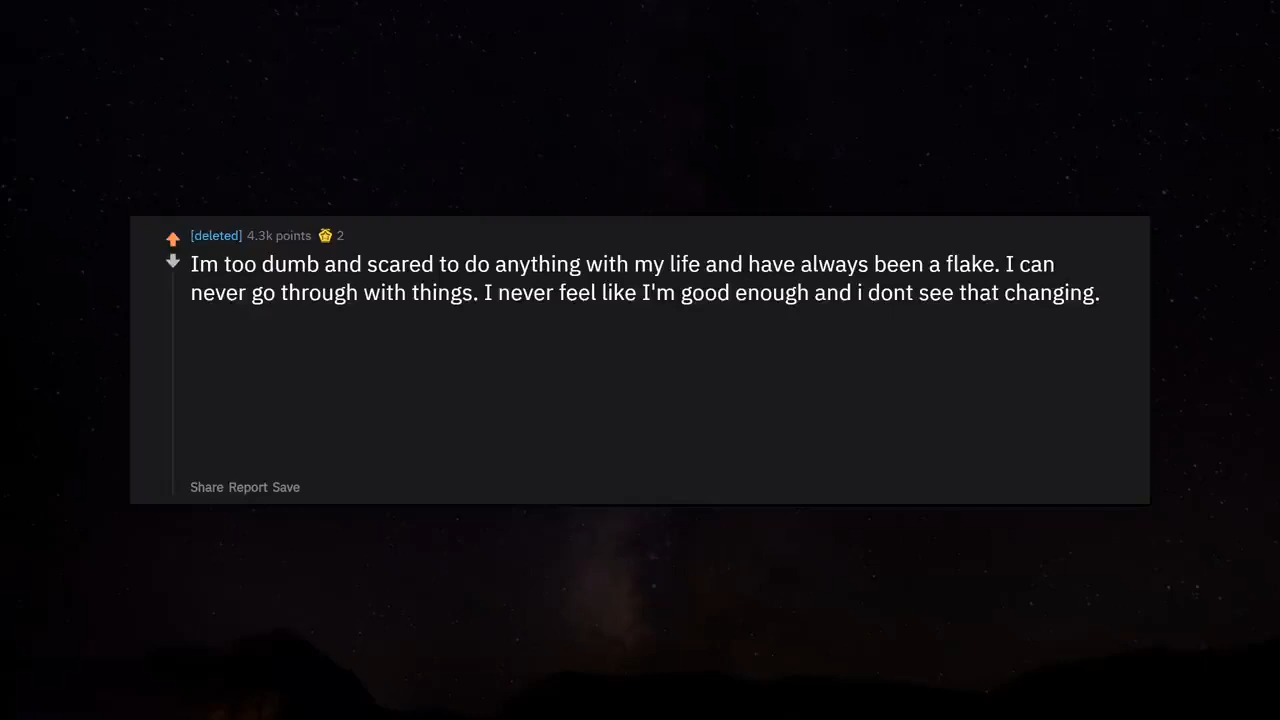 [deleted] 4.3k points 2
Im too dumb and scared to do anything with my life and have always been a flake. I can
never go through with things. I never feel like I'm good enough and i dont see that changing.
Share Report Save